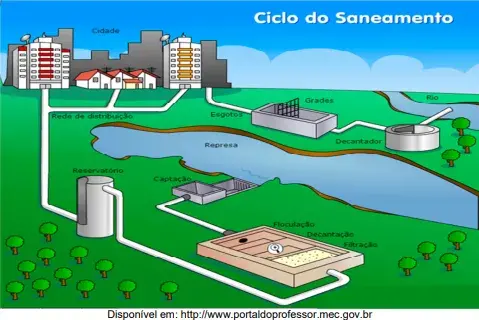 Ciclo do Saneamento
Cidade
Grades
Rio
Rede de distribuição
Esgotos
Decantador
Represa
Reservatório
Captação
Floculação
Decantação
Filtração
Disponível em: http://www.portaldoprofessor.mec.gov.br